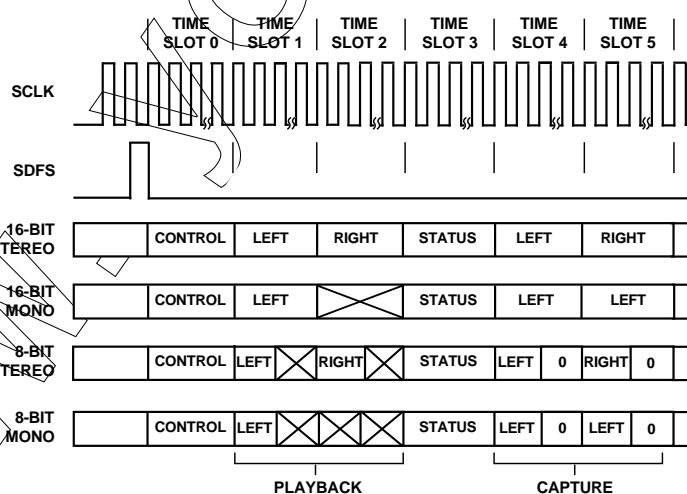 TIME SLOT 0
TIME SLOT 1
TIME SLOT 2
TIME SLOT 3
TIME SLOT 4
TIME SLOT 5
SCLK
SDFS
16-BIT TEREO
CONTROL LEFT RIGHT STATUS LEFT RIGHT
16-BIT MONO
CONTROL LEFT STATUS LEFT LEFT
8-BIT TEREO
CONTROL LEFT RIGHT STATUS LEFT 0 RIGHT 0
8-BIT MONO
CONTROL LEFT STATUS LEFT 0 LEFT 0
PLAYBACK CAPTURE